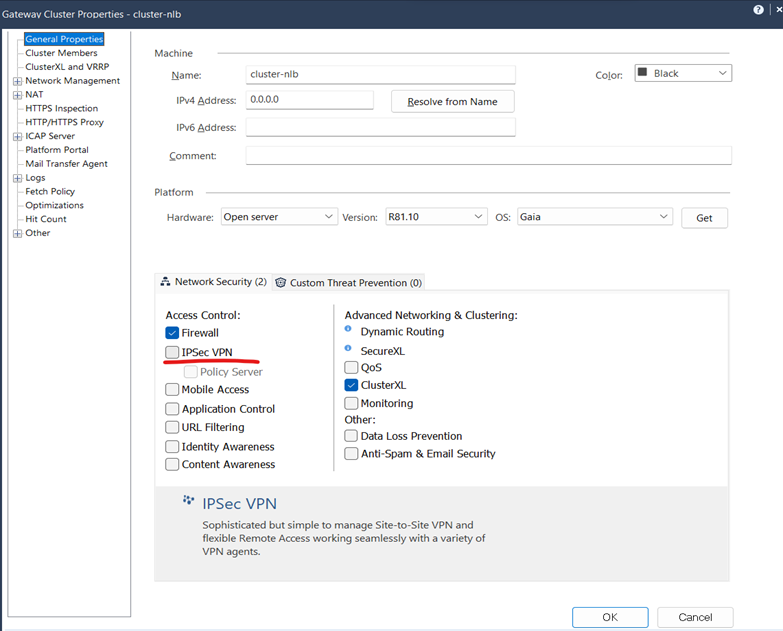 Gateway Cluster Properties - cluster-nlb
?
General Properties
Cluster Members
ClusterXL and VRRP
Network Management
NAT
HTTPS Inspection
HTTP/HTTPS Proxy
ICAP Server
Platform Portal
Mail Transfer Agent
Logs
Fetch Policy
Optimizations
Hit Count
Other
Machine
Name: cluster-nlb
Color: Black
IPv4 Address: 0.0.0.0 Resolve from Name
IPv6 Address:
Comment:
Platform
Hardware: Open server Version: R81.10 OS: Gaia Get
Network Security (2) Custom Threat Prevention (0)
Access Control:
Firewall
IPSec VPN
Policy Server
Mobile Access
Application Control
URL Filtering
Identity Awareness
Content Awareness
Advanced Networking & Clustering:
Dynamic Routing
SecureXL
QoS
ClusterXL
Monitoring
Other:
Data Loss Prevention
Anti-Spam & Email Security
IPSec VPN
Sophisticated but simple to manage Site-to-Site VPN and
flexible Remote Access working seamlessly with a variety of
VPN agents.
OK Cancel